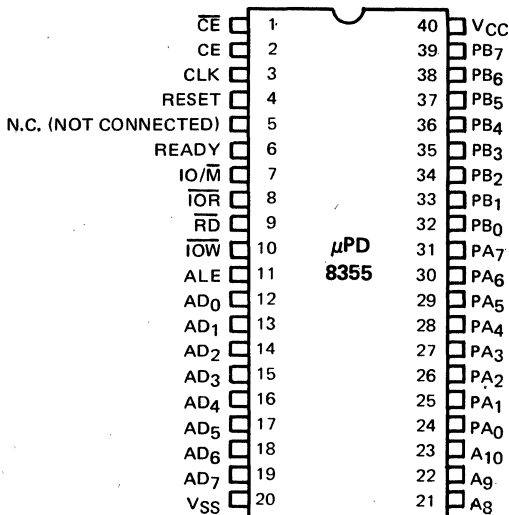 C̅E̅ 1 40 VCC
CE 2 39 PB7
CLK 3 38 PB6
RESET 4 37 PB5
N.C. (NOT CONNECTED) 5 36 PB4
READY 6 35 PB3
IO/M̅ 7 34 PB2
I̅O̅R̅ 8 33 PB1
R̅D̅ 9 32 PB0
I̅O̅W̅ 10 μPD 31 PA7
ALE 11 8355 30 PA6
AD0 12 29 PA5
AD1 13 28 PA4
AD2 14 27 PA3
AD3 15 26 PA2
AD4 16 25 PA1
AD5 17 24 PA0
AD6 18 23 A10
AD7 19 22 A9
VSS 20 21 A8